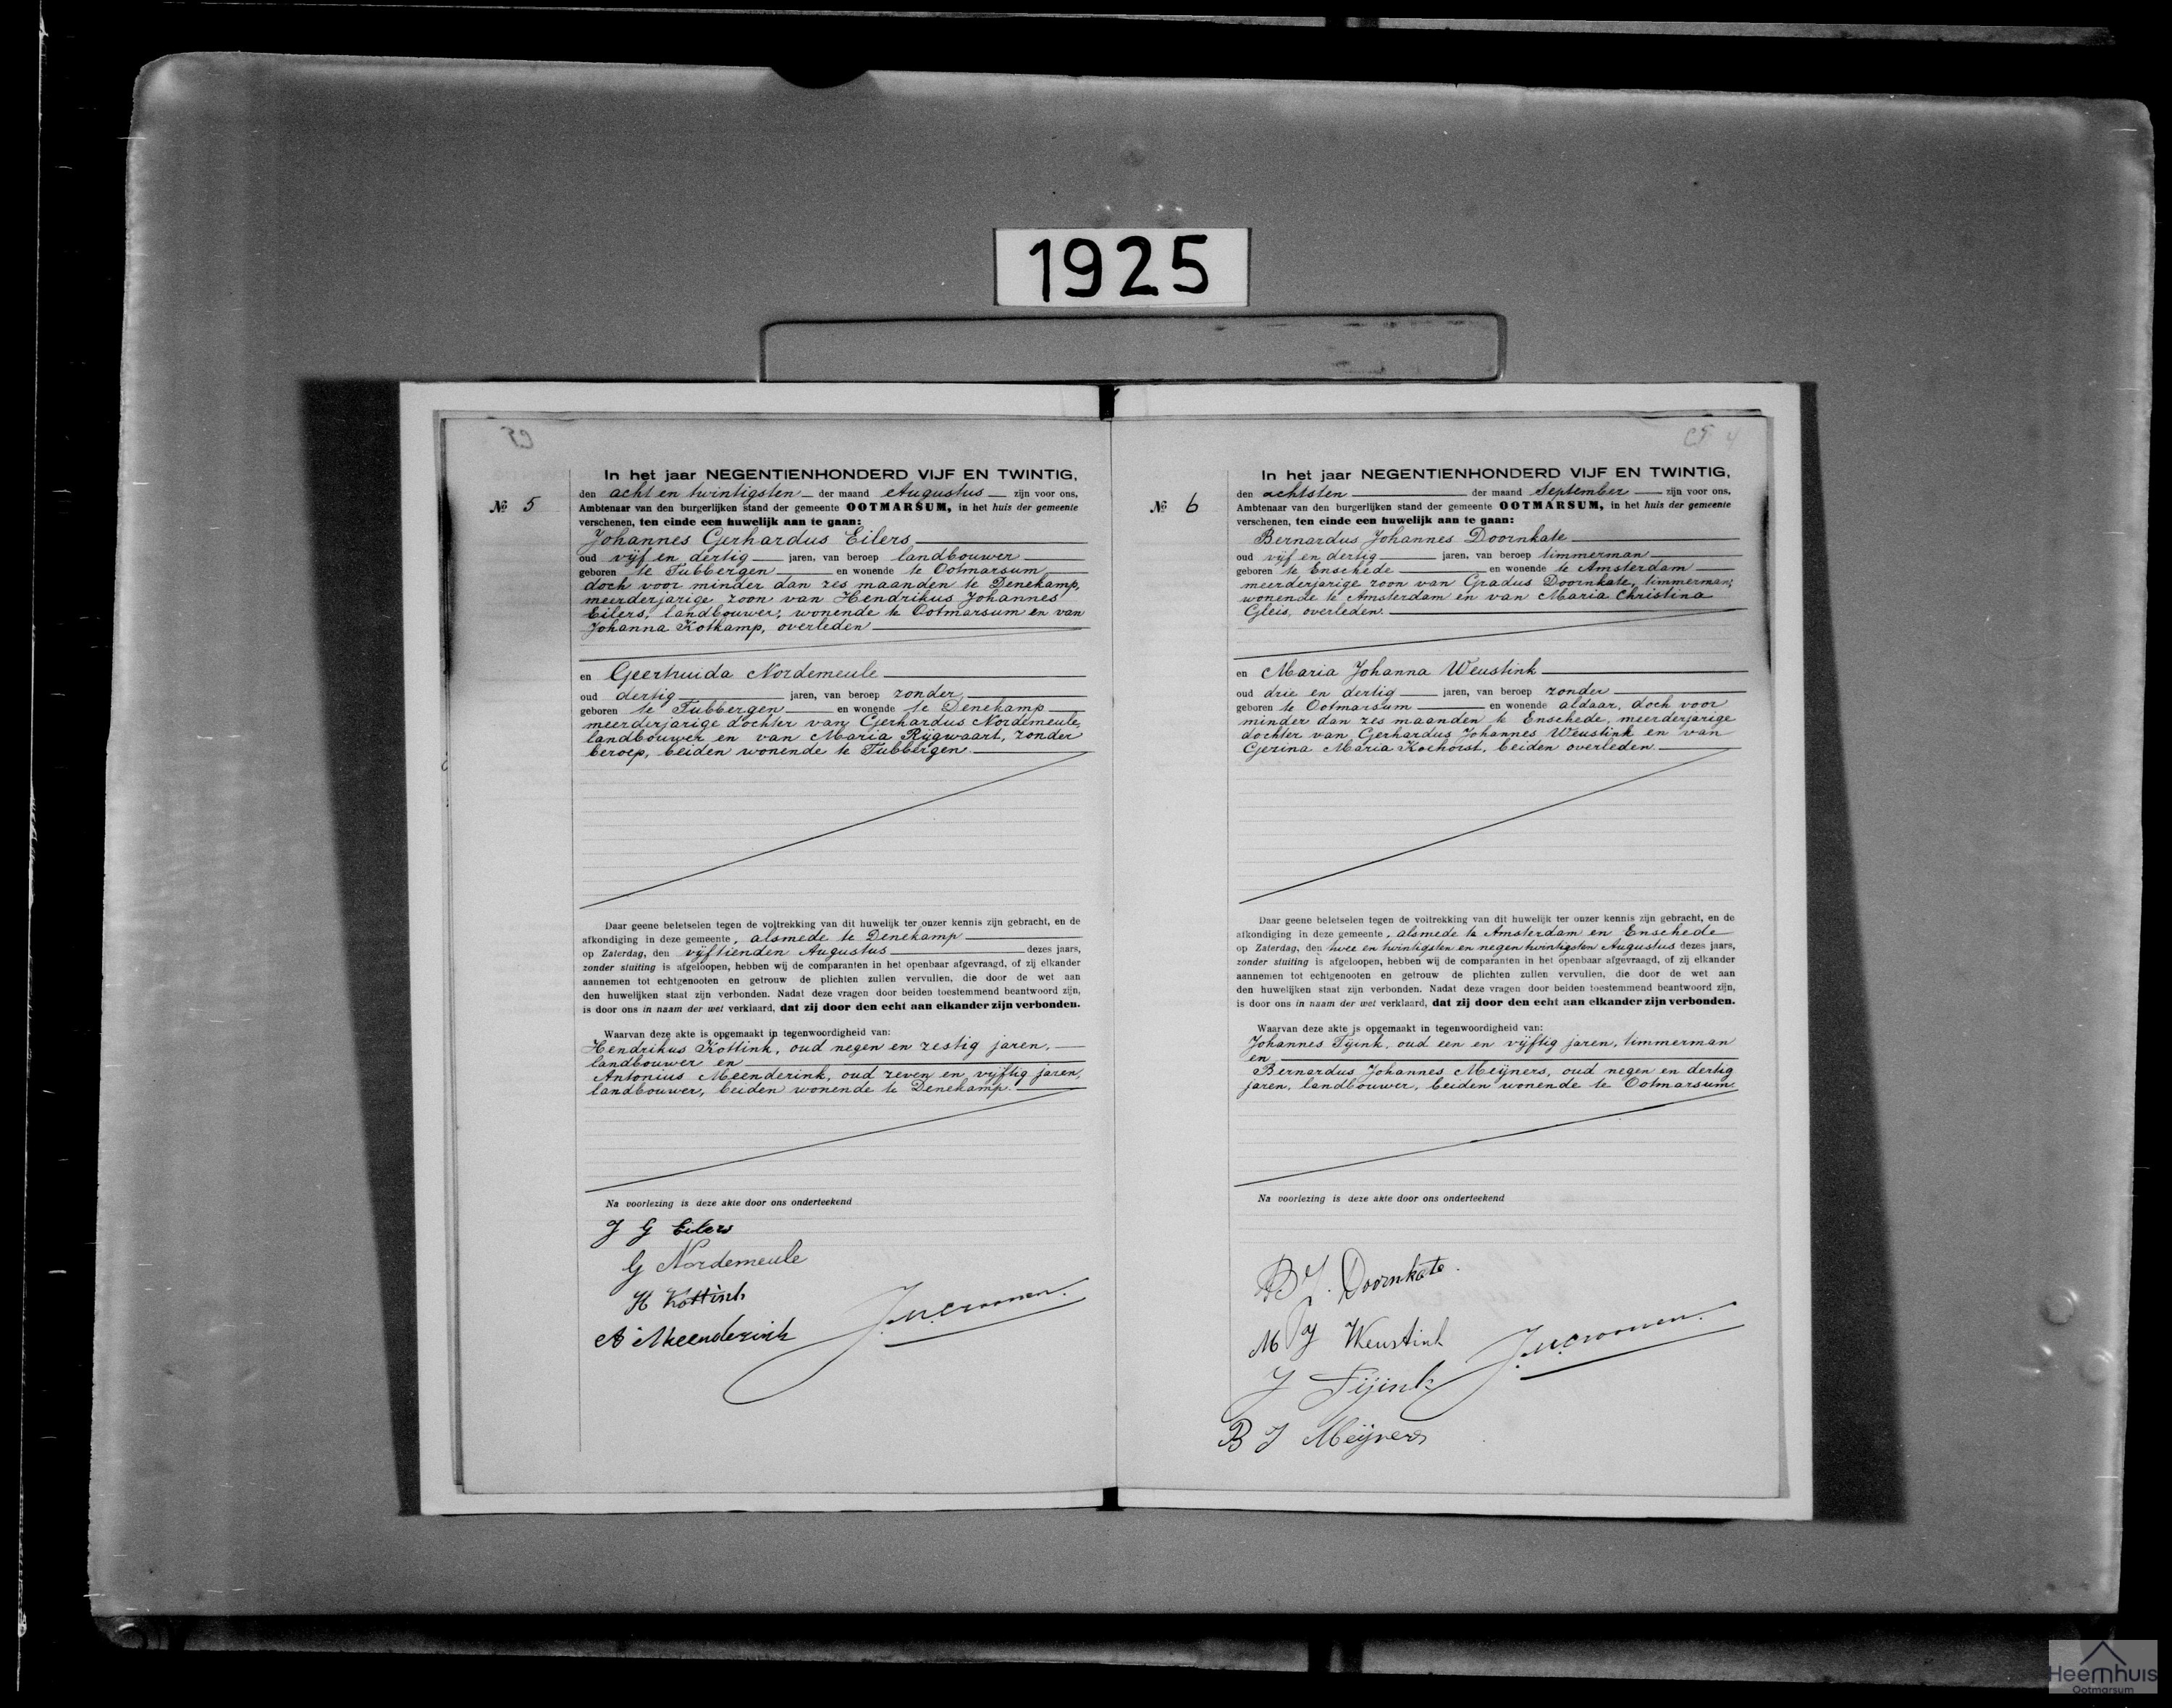 1925
In het jaar NEGENTIENHONDERD VIJF EN TWINTIG,
den acht en twintigsten der maand Augustus zijn voor ons,
№ 5
Ambtenaar van den burgerlijken stand der gemeente OOTMARSUM, in het huis der gemeente
verschenen, ten einde een huwelijk aan te gaan:
Johannes Gerhardus Eilers
oud vijf en dertig jaren, van beroep landbouwer
geboren te Tubbergen en wonende te Ootmarsum,
doch voor minder dan zes maanden te Denekamp,
meerderjarige zoon van Hendrikus Johannes
Eilers, landbouwer, wonende te Ootmarsum en van
Johanna Kotkamp, overleden
en Geertruida Nordemeule
oud dertig jaren, van beroep zonder,
geboren te Tubbergen en wonende te Denekamp
meerderjarige dochter van Gerhardus Nordemeule,
landbouwer en van Maria Rijgwaart, zonder
beroep, beiden wonende te Tubbergen.
Daar geene beletselen tegen de voltrekking van dit huwelijk ter onzer kennis zijn gebracht, en de
afkondiging in deze gemeente, alsmede te Denekamp
op Zaterdag, den vijftienden Augustus dezes jaars,
zonder stuiting is afgeloopen, hebben wij de comparanten in het openbaar afgevraagd, of zij elkander
aannemen tot echtgenooten en getrouw de plichten zullen vervullen, die door de wet aan
den huwelijken staat zijn verbonden. Nadat deze vragen door beiden toestemmend beantwoord zijn,
is door ons in naam der wet verklaard, dat zij door den echt aan elkander zijn verbonden.
Waarvan deze akte is opgemaakt in tegenwoordigheid van:
Hendrikus Kottink, oud negen en zestig jaren,
landbouwer en
Antonius Meenderink, oud zeven en vijftig jaren,
landbouwer, beiden wonende te Denekamp.
Na voorlezing is deze akte door ons onderteekend
J G Eilers
G Nordemeule
H Kottink
A Meenderink
4
In het jaar NEGENTIENHONDERD VIJF EN TWINTIG,
den achtsten der maand September zijn voor ons,
№ 6
Ambtenaar van den burgerlijken stand der gemeente OOTMARSUM, in het huis der gemeente
verschenen, ten einde een huwelijk aan te gaan:
Bernardus Johannes Doornkate
oud vijf en dertig jaren, van beroep timmerman
geboren te Enschede en wonende te Amsterdam
meerderjarige zoon van Gradus Doornkate, timmerman,
wonende te Amsterdam en van Maria Christina
Gleis, overleden.
en Maria Johanna Weustink
oud drie en dertig jaren, van beroep zonder
geboren te Ootmarsum en wonende aldaar, doch voor
minder dan zes maanden te Enschede, meerderjarige
dochter van Gerhardus Johannes Weustink en van
Gerina Maria Koehorst, beiden overleden.
Daar geene beletselen tegen de voltrekking van dit huwelijk ter onzer kennis zijn gebracht, en de
afkondiging in deze gemeente, alsmede te Amsterdam en Enschede
op Zaterdag, den twee en twintigsten en negen twintigsten Augustus dezes jaars,
zonder stuiting is afgeloopen, hebben wij de comparanten in het openbaar afgevraagd, of zij elkander
aannemen tot echtgenooten en getrouw de plichten zullen vervullen, die door de wet aan
den huwelijken staat zijn verbonden. Nadat deze vragen door beiden toestemmend beantwoord zijn,
is door ons in naam der wet verklaard, dat zij door den echt aan elkander zijn verbonden.
Waarvan deze akte is opgemaakt in tegenwoordigheid van:
Johannes Tijink, oud een en vijftig jaren, timmerman
en
Bernardus Johannes Meijners, oud negen en dertig
jaren, landbouwer, beiden wonende te Ootmarsum.
Na voorlezing is deze akte door ons onderteekend
B J. Doornkate.
M J Weustink
J Tijink
B J Meijners
Heemhuis
Ootmarsum